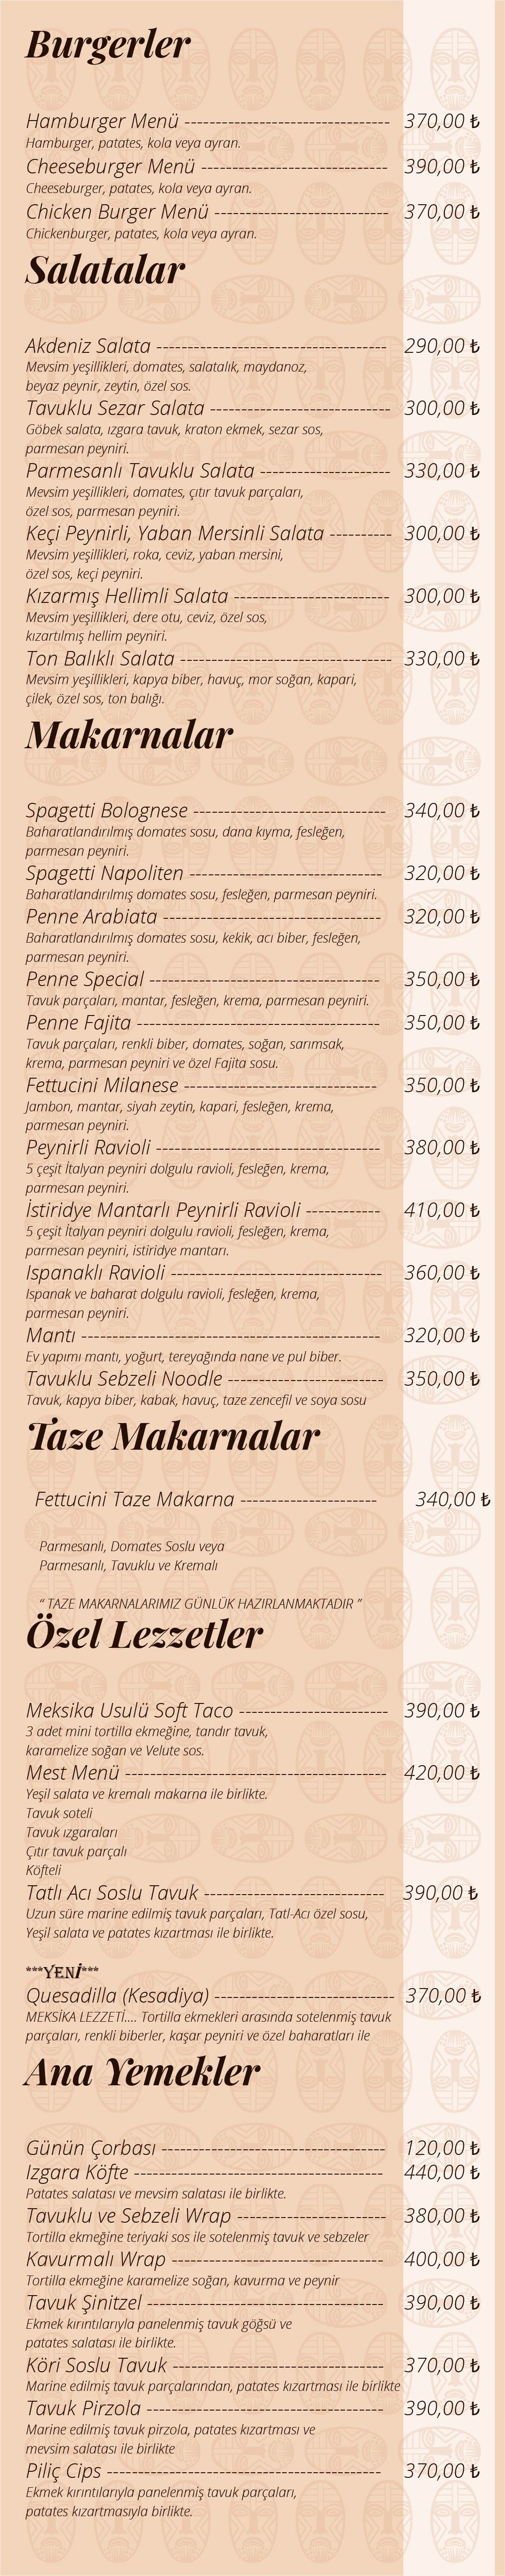 Burgerler
Hamburger Menü --------------------------------- 370,00 ₺
Hamburger, patates, kola veya ayran.
Cheeseburger Menü ------------------------------ 390,00 ₺
Cheeseburger, patates, kola veya ayran.
Chicken Burger Menü ---------------------------- 370,00 ₺
Chickenburger, patates, kola veya ayran.
Salatalar
Akdeniz Salata ------------------------------------- 290,00 ₺
Mevsim yeşillikleri, domates, salatalık, maydanoz,
beyaz peynir, zeytin, özel sos.
Tavuklu Sezar Salata ----------------------------- 300,00 ₺
Göbek salata, ızgara tavuk, kraton ekmek, sezar sos,
parmesan peyniri.
Parmesanlı Tavuklu Salata --------------------- 330,00 ₺
Mevsim yeşillikleri, domates, çıtır tavuk parçaları,
özel sos, parmesan peyniri.
Keçi Peynirli, Yaban Mersinli Salata ---------- 300,00 ₺
Mevsim yeşillikleri, roka, ceviz, yaban mersini,
özel sos, keçi peyniri.
Kızarmış Hellimli Salata ------------------------- 300,00 ₺
Mevsim yeşillikleri, dere otu, ceviz, özel sos,
kızartılmış hellim peyniri.
Ton Balıklı Salata ---------------------------------- 330,00 ₺
Mevsim yeşillikleri, kapya biber, havuç, mor soğan, kapari,
çilek, özel sos, ton balığı.
Makarnalar
Spagetti Bolognese ------------------------------- 340,00 ₺
Baharatlandırılmış domates sosu, dana kıyma, fesleğen,
parmesan peyniri.
Spagetti Napoliten ------------------------------- 320,00 ₺
Baharatlandırılmış domates sosu, fesleğen, parmesan peyniri.
Penne Arabiata ----------------------------------- 320,00 ₺
Baharatlandırılmış domates sosu, kekik, acı biber, fesleğen,
parmesan peyniri.
Penne Special ------------------------------------- 350,00 ₺
Tavuk parçaları, mantar, fesleğen, krema, parmesan peyniri.
Penne Fajita --------------------------------------- 350,00 ₺
Tavuk parçaları, renkli biber, domates, soğan, sarımsak,
krema, parmesan peyniri ve özel Fajita sosu.
Fettucini Milanese ------------------------------- 350,00 ₺
Jambon, mantar, siyah zeytin, kapari, fesleğen, krema,
parmesan peyniri.
Peynirli Ravioli ------------------------------------ 380,00 ₺
5 çeşit İtalyan peyniri dolgulu ravioli, fesleğen, krema,
parmesan peyniri.
İstiridye Mantarlı Peynirli Ravioli ------------ 410,00 ₺
5 çeşit İtalyan peyniri dolgulu ravioli, fesleğen, krema,
parmesan peyniri, istiridye mantarı.
Ispanaklı Ravioli ---------------------------------- 360,00 ₺
Ispanak ve baharat dolgulu ravioli, fesleğen, krema,
parmesan peyniri.
Mantı ------------------------------------------------ 320,00 ₺
Ev yapımı mantı, yoğurt, tereyağında nane ve pul biber.
Tavuklu Sebzeli Noodle ------------------------- 350,00 ₺
Tavuk, kapya biber, kabak, havuç, taze zencefil ve soya sosu
Taze Makarnalar
Fettucini Taze Makarna ---------------------- 340,00 ₺
Parmesanlı, Domates Soslu veya
Parmesanlı, Tavuklu ve Kremalı
“ TAZE MAKARNALARIMIZ GÜNLÜK HAZIRLANMAKTADIR ”
Özel Lezzetler
Meksika Usulü Soft Taco ------------------------ 390,00 ₺
3 adet mini tortilla ekmeğine, tandır tavuk,
karamelize soğan ve Velute sos.
Mest Menü ------------------------------------------ 420,00 ₺
Yeşil salata ve kremalı makarna ile birlikte.
Tavuk soteli
Tavuk ızgaraları
Çıtır tavuk parçalı
Köfteli
Tatlı Acı Soslu Tavuk ----------------------------- 390,00 ₺
Uzun süre marine edilmiş tavuk parçaları, Tatl-Acı özel sosu,
Yeşil salata ve patates kızartması ile birlikte.
***YENİ***
Quesadilla (Kesadiya) ----------------------------- 370,00 ₺
MEKSİKA LEZZETİ.... Tortilla ekmekleri arasında sotelenmiş tavuk
parçaları, renkli biberler, kaşar peyniri ve özel baharatları ile
Ana Yemekler
Günün Çorbası ------------------------------------ 120,00 ₺
Izgara Köfte ---------------------------------------- 440,00 ₺
Patates salatası ve mevsim salatası ile birlikte.
Tavuklu ve Sebzeli Wrap ------------------------ 380,00 ₺
Tortilla ekmeğine teriyaki sos ile sotelenmiş tavuk ve sebzeler
Kavurmalı Wrap ---------------------------------- 400,00 ₺
Tortilla ekmeğine karamelize soğan, kavurma ve peynir
Tavuk Şinitzel -------------------------------------- 390,00 ₺
Ekmek kırıntılarıyla panelenmiş tavuk göğsü ve
patates salatası ile birlikte.
Köri Soslu Tavuk ---------------------------------- 370,00 ₺
Marine edilmiş tavuk parçalarından, patates kızartması ile birlikte
Tavuk Pirzola -------------------------------------- 390,00 ₺
Marine edilmiş tavuk pirzola, patates kızartması ve
mevsim salatası ile birlikte
Piliç Cips -------------------------------------------- 370,00 ₺
Ekmek kırıntılarıyla panelenmiş tavuk parçaları,
patates kızartmasıyla birlikte.